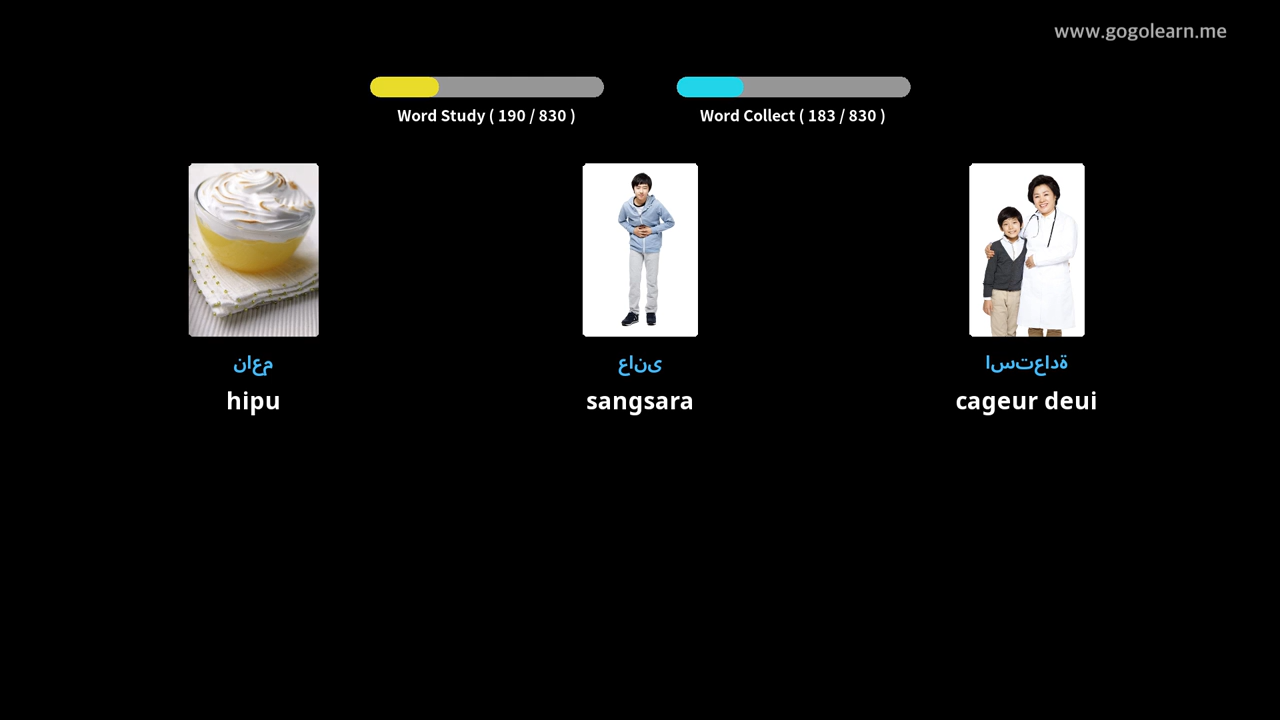 www.gogolearn.me
Word Study ( 190 / 830 )
Word Collect ( 183 / 830 )
ناعم
عانى
استعادة
hipu
sangsara
cageur deui